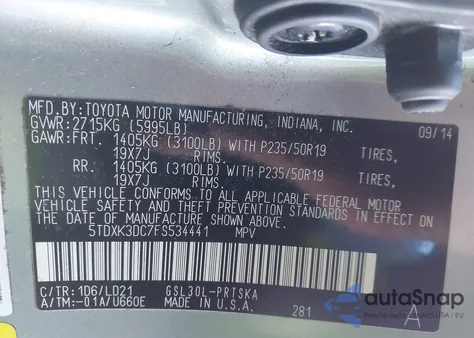 MFD.BY:TOYOTA MOTOR MANUFACTURING, INDIANA, INC.
GVWR:2715KG (5995LB) 09/14
GAWR:FRT. 1405KG (3100LB) WITH P235/50R19 TIRES,
19X7J RIMS.
RR. 1405KG (3100LB) WITH P235/50R19 TIRES,
19X7J RIMS.
THIS VEHICLE CONFORMS TO ALL APPLICABLE FEDERAL MOTOR
VEHICLE SAFETY AND THEFT PREVENTION STANDARDS IN EFFECT
ON THE DATE OF MANUFACTURE SHOWN ABOVE.
5TDXK3DC7FS534441 MPV
C/TR:1D6/LD21 GSL30L-PRTSKA
A/TM:-01A/U660E MADE IN U.S.A. 281 A
autoSnap